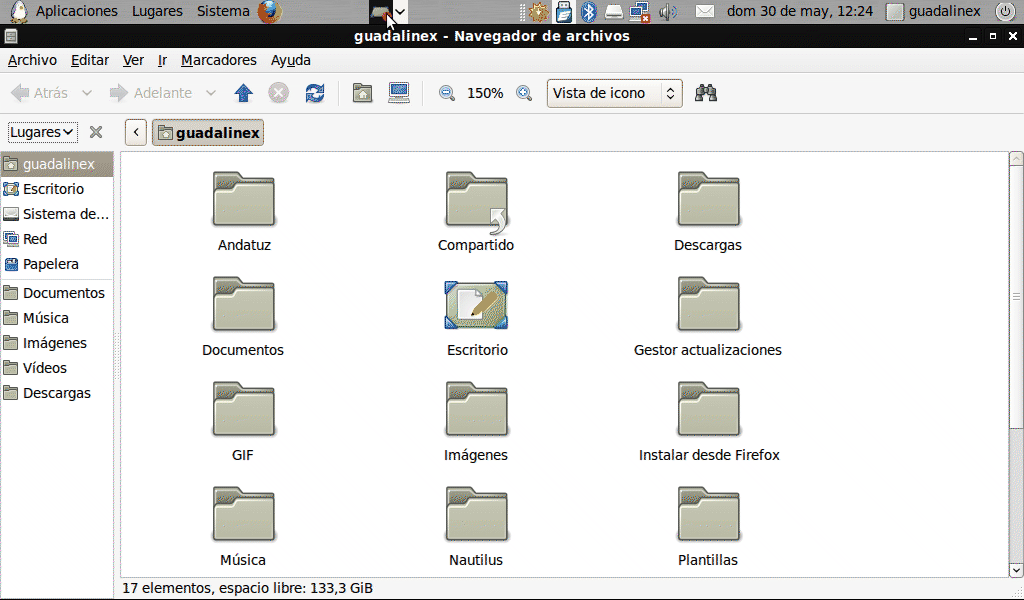 Aplicaciones Lugares Sistema dom 30 de may, 12:24 guadalinex
guadalinex - Navegador de archivos
Archivo Editar Ver Ir Marcadores Ayuda
Atrás Adelante 150% Vista de icono
Lugares guadalinex
guadalinex
Escritorio
Sistema de...
Red
Papelera
Documentos
Música
Imágenes
Vídeos
Descargas
Andatuz Compartido Descargas
Documentos Escritorio Gestor actualizaciones
GIF Imágenes Instalar desde Firefox
Música Nautilus Plantillas
17 elementos, espacio libre: 133,3 GiB